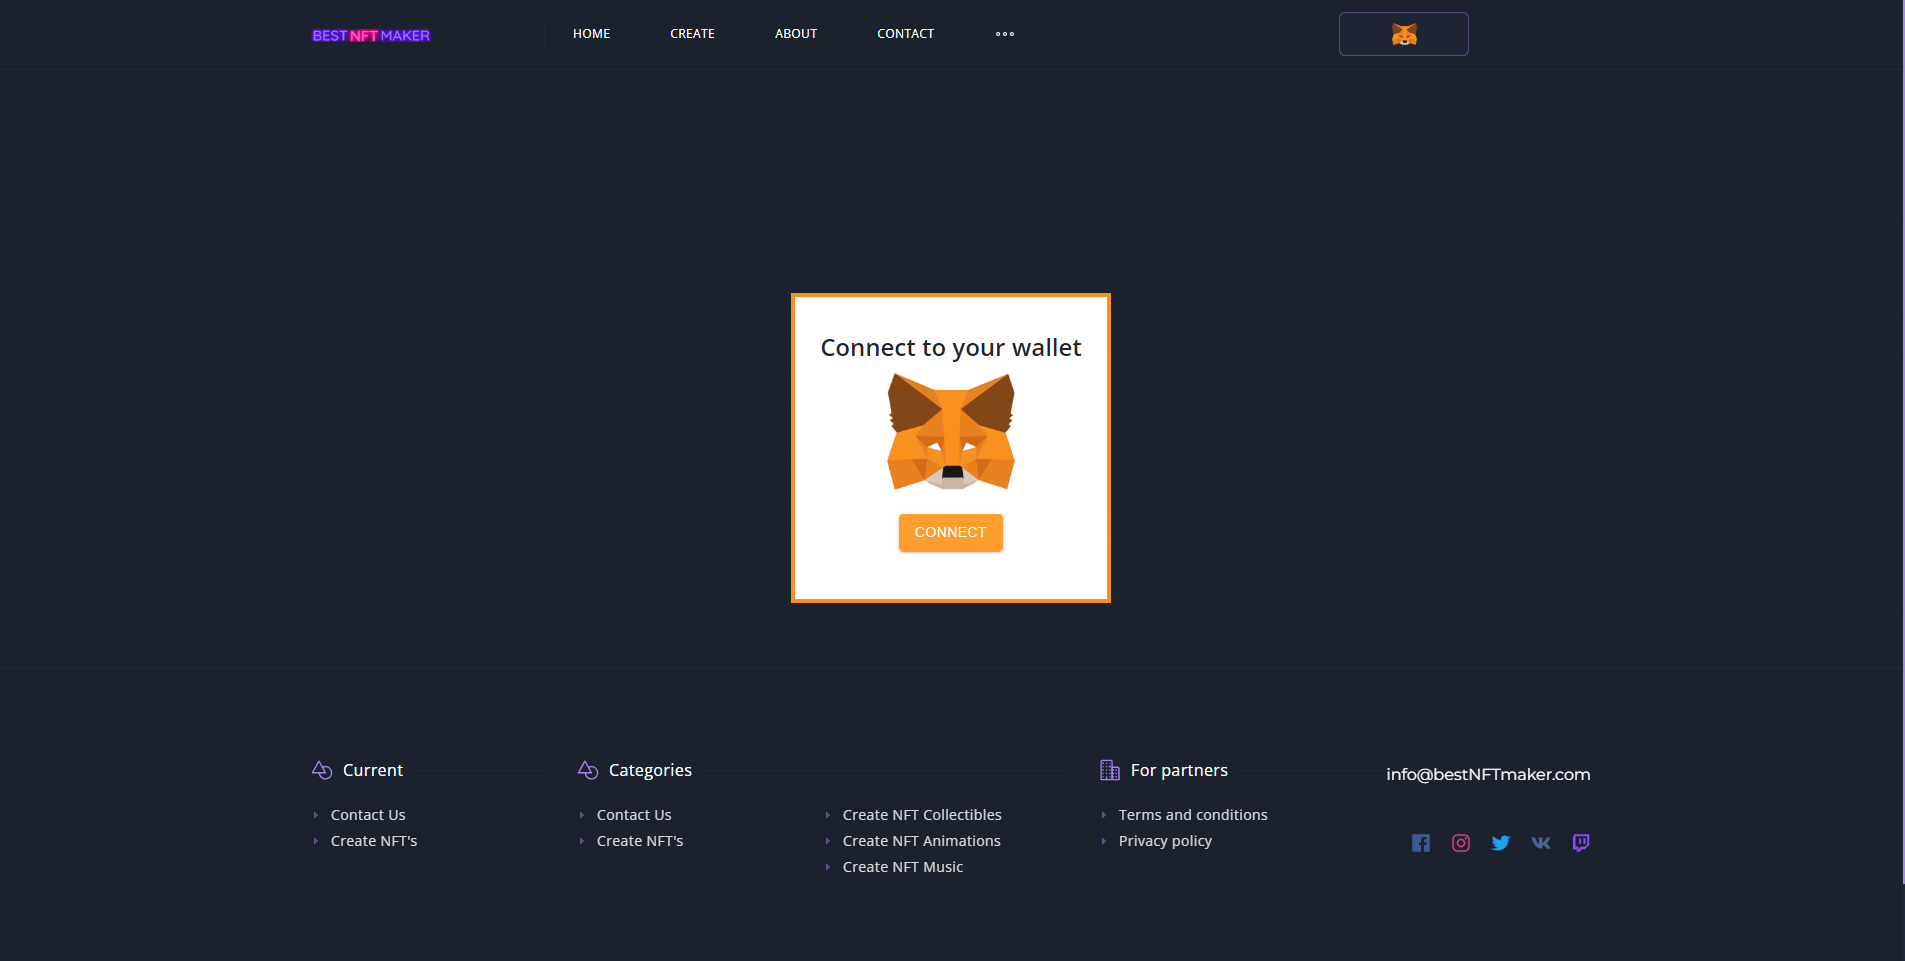 BEST NFT MAKER
HOME
CREATE
ABOUT
CONTACT
Connect to your wallet
CONNECT
Current
Contact Us
Create NFT's
Categories
Contact Us
Create NFT's
Create NFT Collectibles
Create NFT Animations
Create NFT Music
For partners
Terms and conditions
Privacy policy
info@bestNFTmaker.com